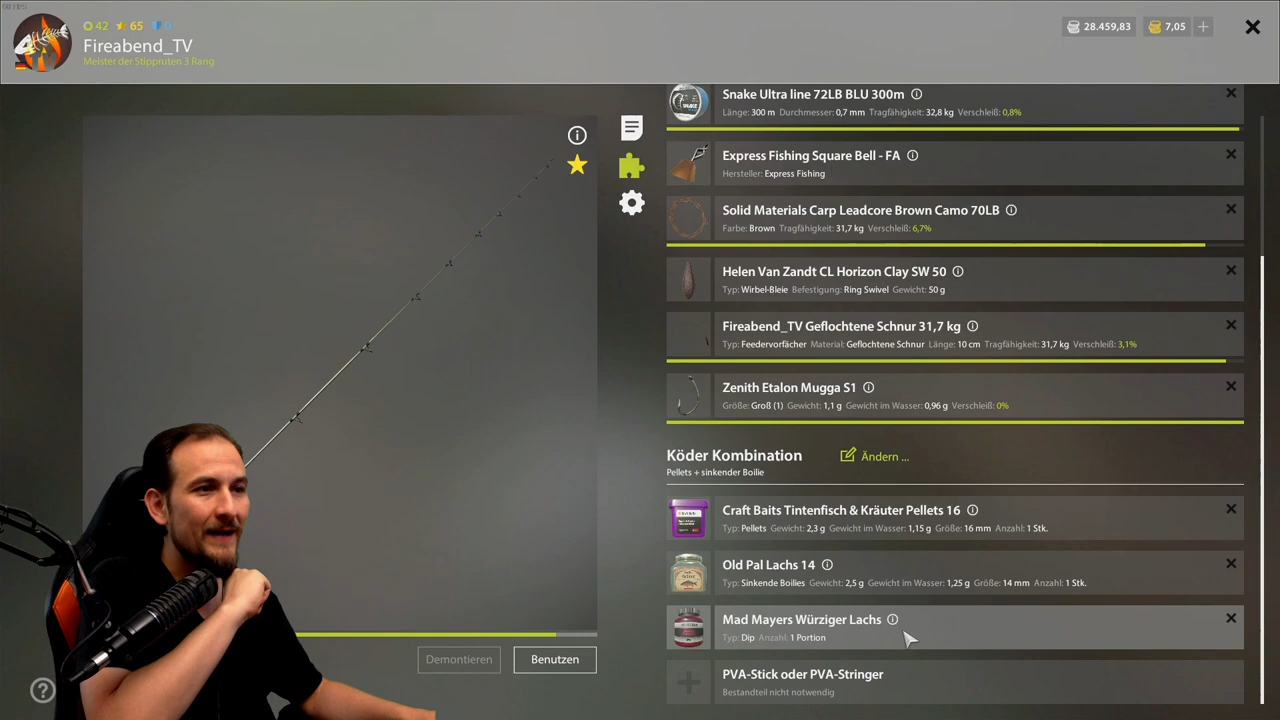 60 FPS
42 65 0
Fireabend_TV
Meister der Stippruten 3 Rang
28.459,83 7,05
Snake Ultra line 72LB BLU 300m
Länge: 300 m Durchmesser: 0,7 mm Tragfähigkeit: 32,8 kg Verschleiß: 0,8%
Express Fishing Square Bell - FA
Hersteller: Express Fishing
Solid Materials Carp Leadcore Brown Camo 70LB
Farbe: Brown Tragfähigkeit: 31,7 kg Verschleiß: 6,7%
Helen Van Zandt CL Horizon Clay SW 50
Typ: Wirbel-Bleie Befestigung: Ring Swivel Gewicht: 50 g
Fireabend_TV Geflochtene Schnur 31,7 kg
Typ: Feedervorfächer Material: Geflochtene Schnur Länge: 10 cm Tragfähigkeit: 31,7 kg Verschleiß: 3,1%
Zenith Etalon Mugga S1
Größe: Groß (1) Gewicht: 1,1 g Gewicht im Wasser: 0,96 g Verschleiß: 0%
Köder Kombination Ändern ...
Pellets + sinkender Boilie
Craft Baits Tintenfisch & Kräuter Pellets 16
Typ: Pellets Gewicht: 2,3 g Gewicht im Wasser: 1,15 g Größe: 16 mm Anzahl: 1 Stk.
Old Pal Lachs 14
Typ: Sinkende Boilies Gewicht: 2,5 g Gewicht im Wasser: 1,25 g Größe: 14 mm Anzahl: 1 Stk.
Mad Mayers Würziger Lachs
Typ: Dip Anzahl: 1 Portion
Demontieren Benutzen
PVA-Stick oder PVA-Stringer
Bestandteil nicht notwendig